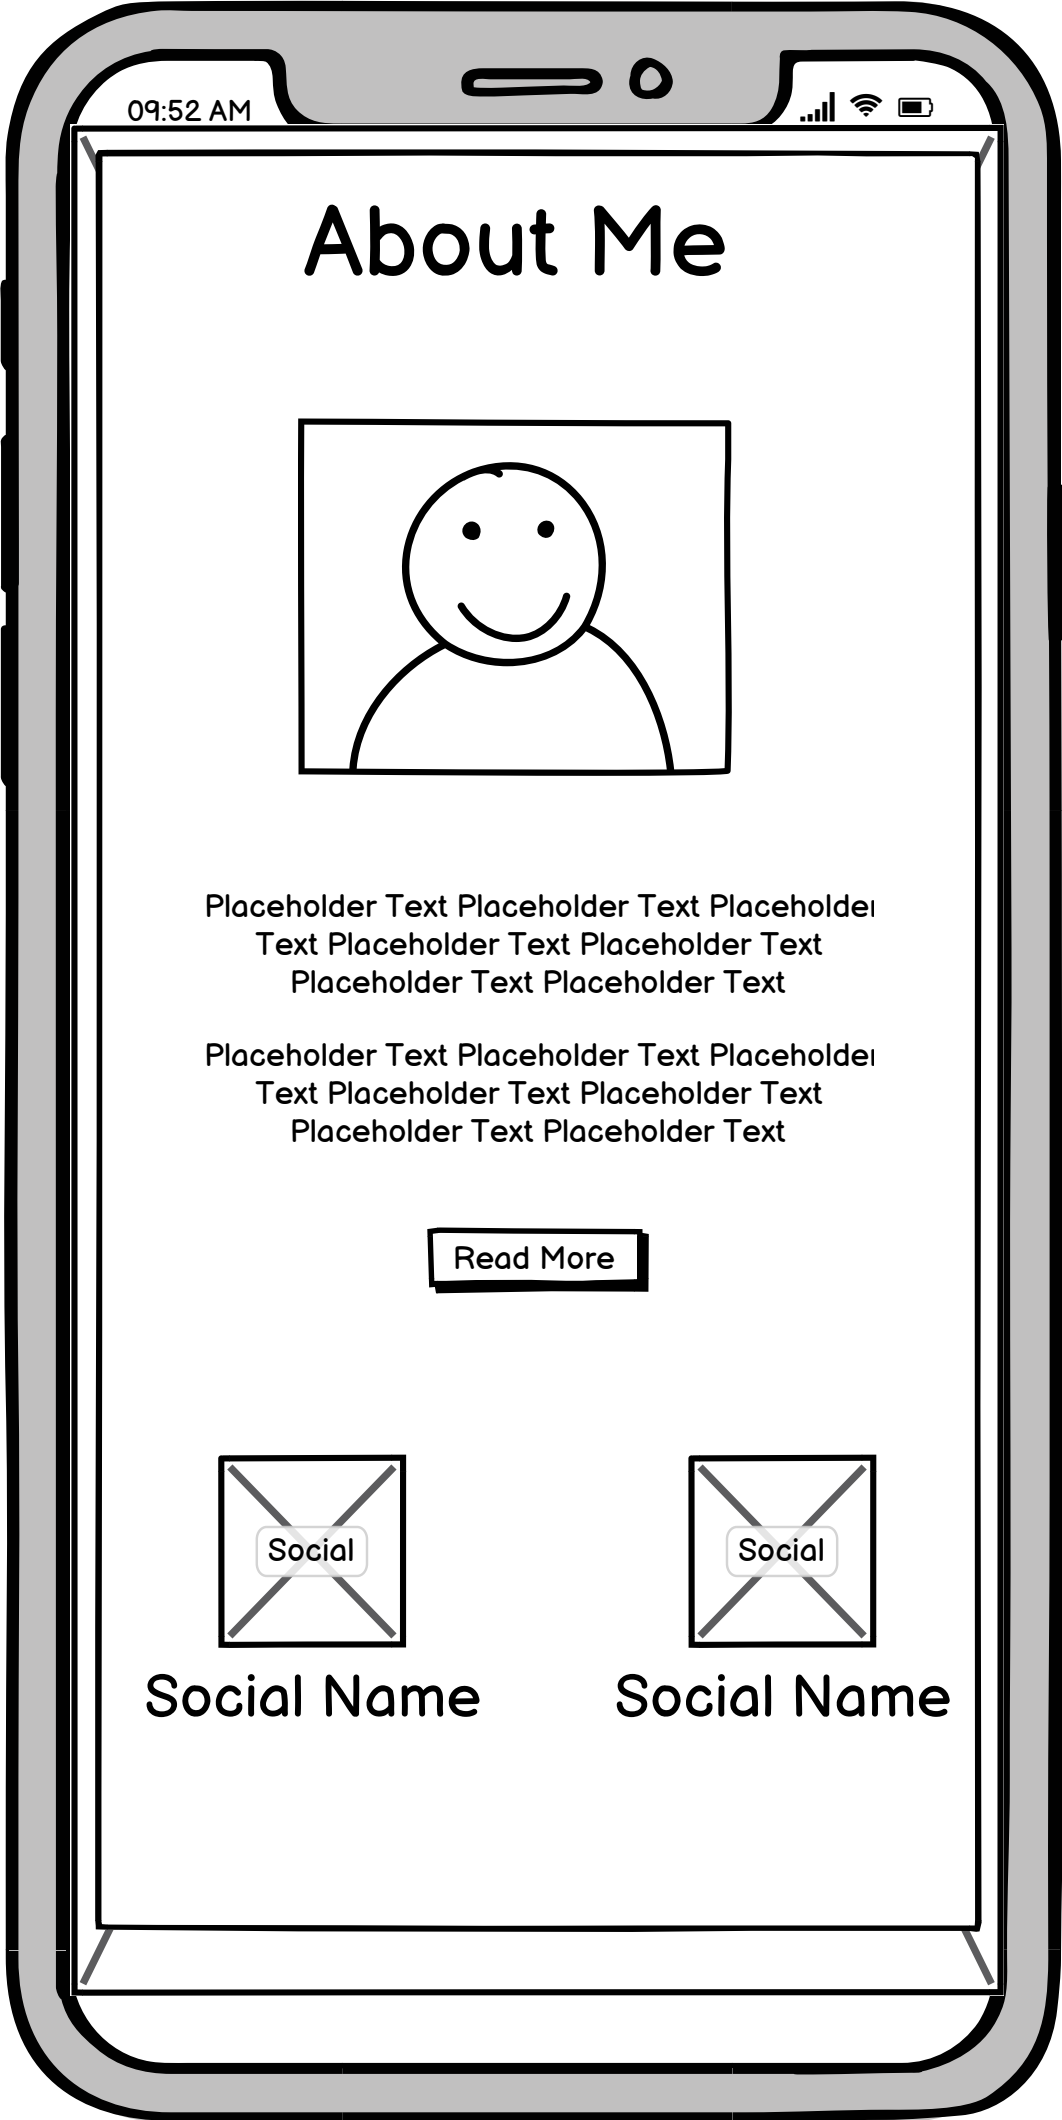 09:52 AM
About Me
Placeholder Text Placeholder Text Placeholder
Text Placeholder Text Placeholder Text
Placeholder Text Placeholder Text
Placeholder Text Placeholder Text Placeholder
Text Placeholder Text Placeholder Text
Placeholder Text Placeholder Text
Read More
Social Social
Social Name Social Name